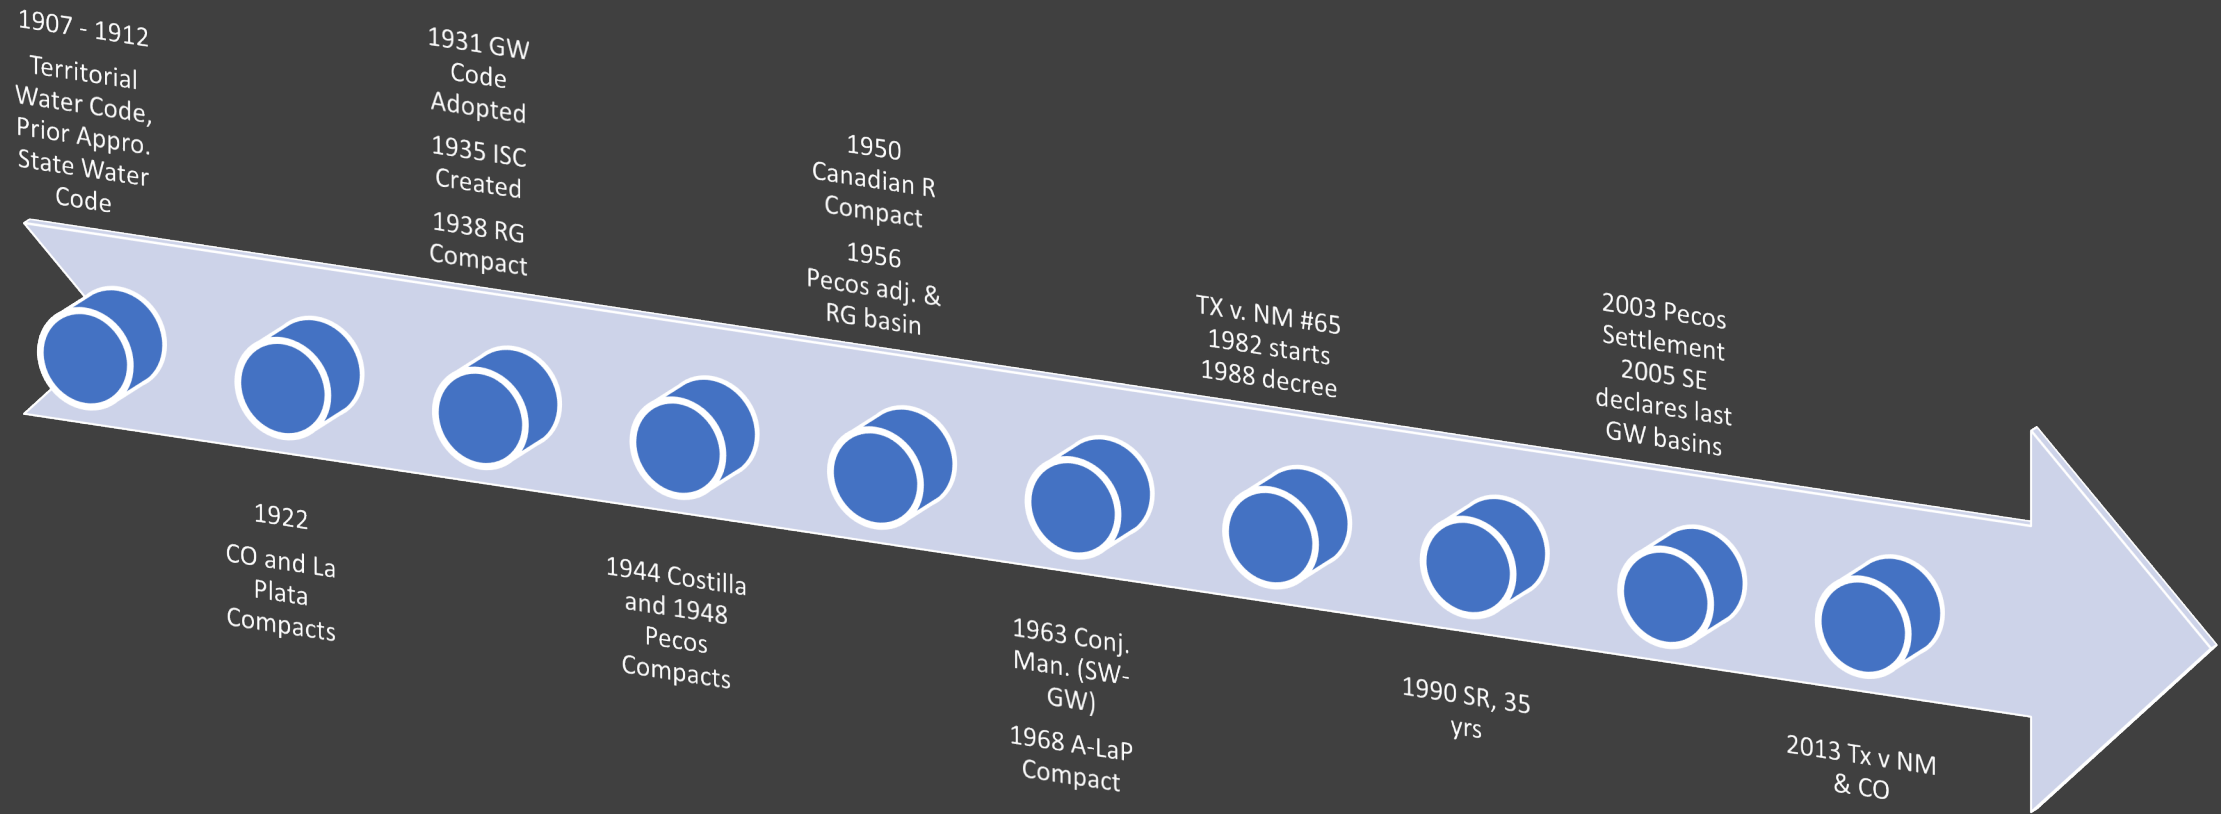 1907 - 1912
Territorial
Water Code,
Prior Appro.
State Water
Code
1922
CO and La
Plata
Compacts
1931 GW
Code
Adopted
1935 ISC
Created
1938 RG
Compact
1944 Costilla
and 1948
Pecos
Compacts
1950
Canadian R
Compact
1956
Pecos adj. &
RG basin
1963 Conj.
Man. (SW-
GW)
1968 A-LaP
Compact
TX v. NM #65
1982 starts
1988 decree
1990 SR, 35
yrs
2003 Pecos
Settlement
2005 SE
declares last
GW basins
2013 Tx v NM
& CO